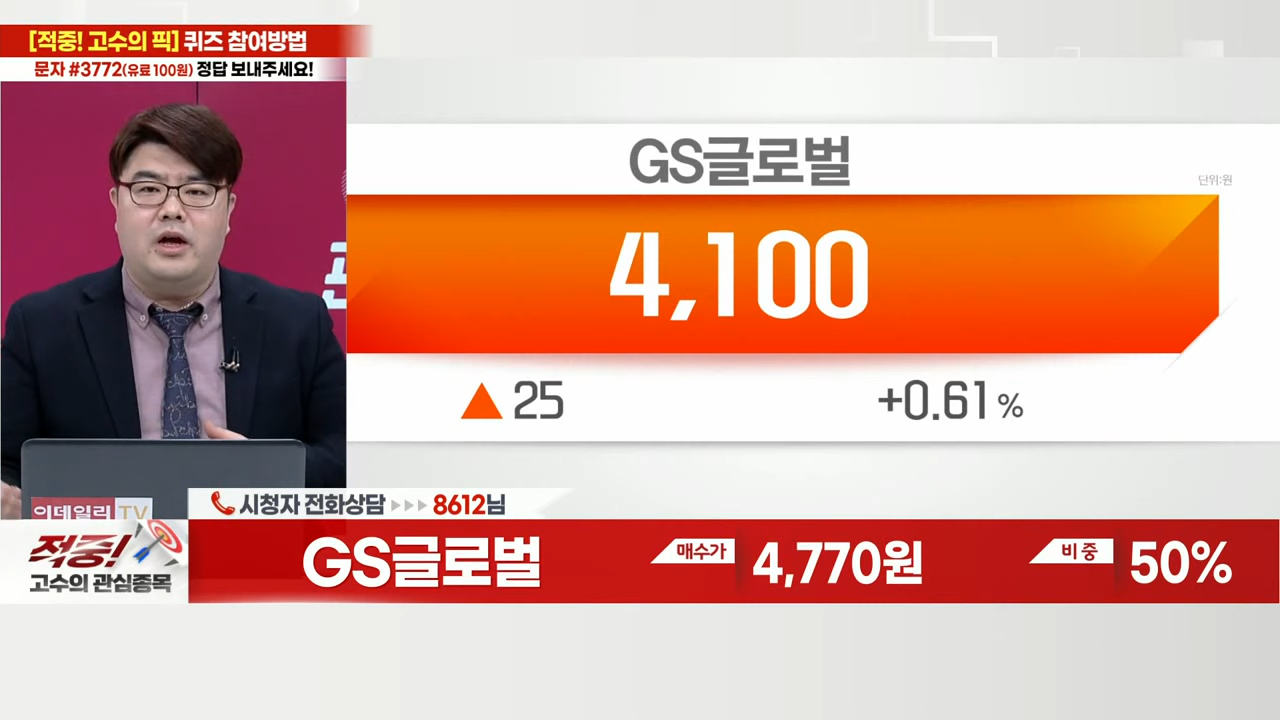 [적중! 고수의 픽] 퀴즈 참여방법
문자 #3772(유료 100원) 정답 보내주세요!
GS글로벌
단위:원
4,100
▲ 25
+0.61 %
이데일리 TV
시청자 전화상담 ▷▷▷ 8612님
적중!
고수의 관심종목
GS글로벌
매수가 4,770원
비중 50%